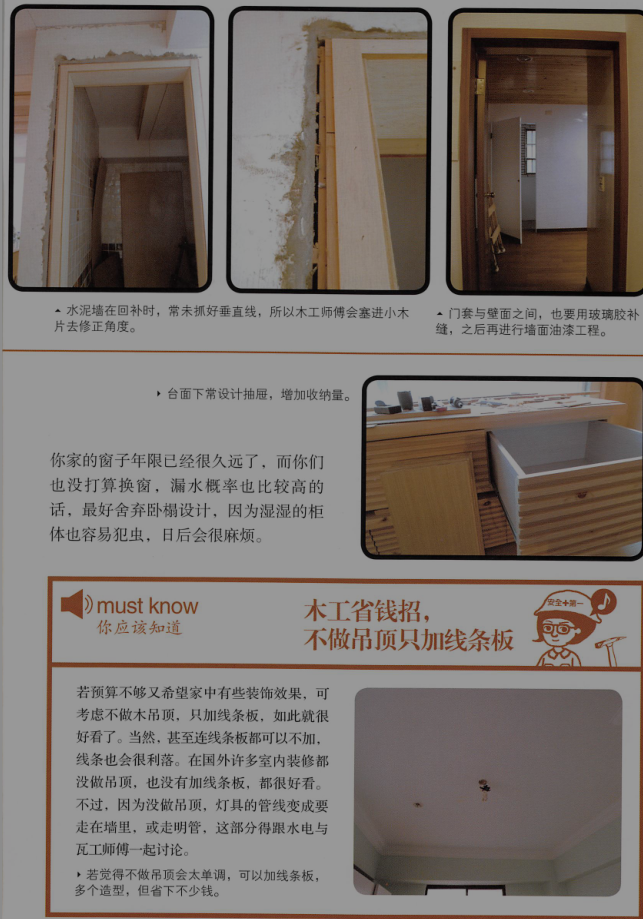 ▲ 水泥墙在回补时，常未抓好垂直线，所以木工师傅会塞进小木
片去修正角度。
▲ 门套与壁面之间，也要用玻璃胶补
缝，之后再进行墙面油漆工程。
▶ 台面下常设计抽屉，增加收纳量。
你家的窗子年限已经很久远了，而你们
也没打算换窗，漏水概率也比较高的
话，最好舍弃卧榻设计，因为湿湿的柜
体也容易犯虫，日后会很麻烦。
must know
你应该知道
木工省钱招，
不做吊顶只加线条板
安全✚第一
若预算不够又希望家中有些装饰效果，可
考虑不做木吊顶，只加线条板，如此就很
好看了。当然，甚至连线条板都可以不加，
线条也会很利落。在国外许多室内装修都
没做吊顶，也没有加线条板，都很好看。
不过，因为没做吊顶，灯具的管线变成要
走在墙里，或走明管，这部分得跟水电与
瓦工师傅一起讨论。
▶ 若觉得不做吊顶会太单调，可以加线条板，
多个造型，但省下不少钱。